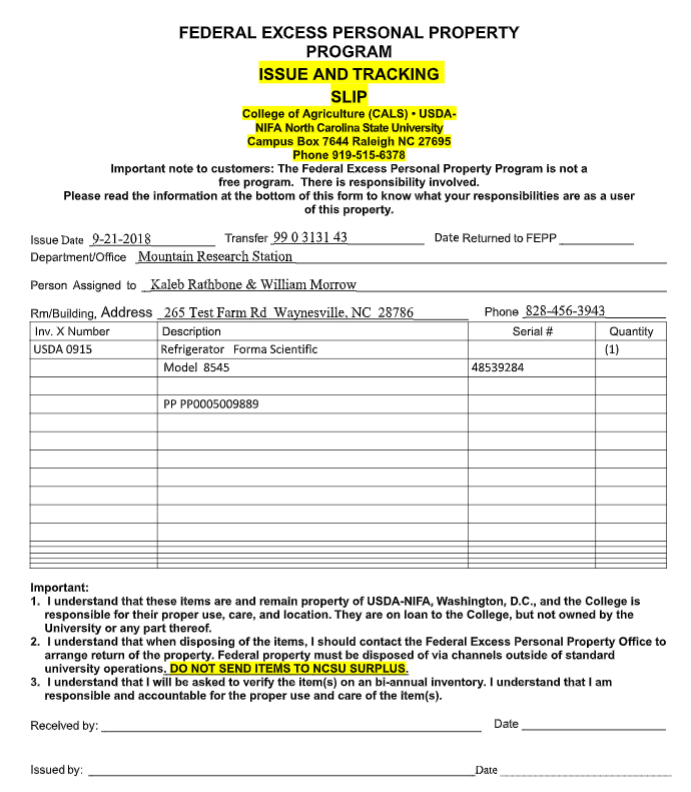 FEDERAL EXCESS PERSONAL PROPERTY
PROGRAM
ISSUE AND TRACKING
SLIP
College of Agriculture (CALS) • USDA-
NIFA North Carolina State University
Campus Box 7644 Raleigh NC 27695
Phone 919-515-6378
Important note to customers: The Federal Excess Personal Property Program is not a
free program. There is responsibility involved.
Please read the information at the bottom of this form to know what your responsibilities are as a user
of this property.
Issue Date 9-21-2018 Transfer 99 0 3131 43 Date Returned to FEPP
Department/Office Mountain Research Station
Person Assigned to Kaleb Rathbone & William Morrow
Rm/Building, Address 265 Test Farm Rd Waynesville, NC 28786 Phone 828-456-3943
Inv. X Number Description Serial # Quantity
USDA 0915 Refrigerator Forma Scientific (1)
Model 8545 48539284
PP PP0005009889
Important:
1. I understand that these items are and remain property of USDA-NIFA, Washington, D.C., and the College is
responsible for their proper use, care, and location. They are on loan to the College, but not owned by the
University or any part thereof.
2. I understand that when disposing of the items, I should contact the Federal Excess Personal Property Office to
arrange return of the property. Federal property must be disposed of via channels outside of standard
university operations. DO NOT SEND ITEMS TO NCSU SURPLUS.
3. I understand that I will be asked to verify the item(s) on an bi-annual inventory. I understand that I am
responsible and accountable for the proper use and care of the item(s).
Received by: Date
Issued by: Date